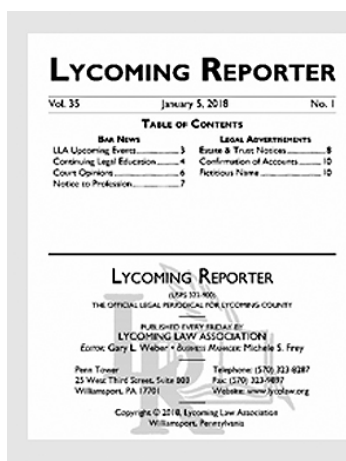 LYCOMING REPORTER
Vol. 35 January 5, 2018 No. 1
TABLE OF CONTENTS
BAR NEWS
LLA Upcoming Events 3
Continuing Legal Education 4
Court Opinions 6
Notice to Profession 7
LEGAL ADVERTISEMENTS
Estate & Trust Notices 8
Confirmation of Accounts 10
Fictitious Name 10
LYCOMING REPORTER
(USPS 323-900)
THE OFFICIAL LEGAL PERIODICAL FOR LYCOMING COUNTY
PUBLISHED EVERY FRIDAY BY
LYCOMING LAW ASSOCIATION
EDITOR: Gary L. Weber • BUSINESS MANAGER: Michele S. Frey
Penn Tower
25 West Third Street, Suite 803
Williamsport, PA 17701
Telephone: (570) 323-8287
Fax: (570) 323-9897
Website: www.lycolaw.org
Copyright © 2018, Lycoming Law Association
Williamsport, Pennsylvania